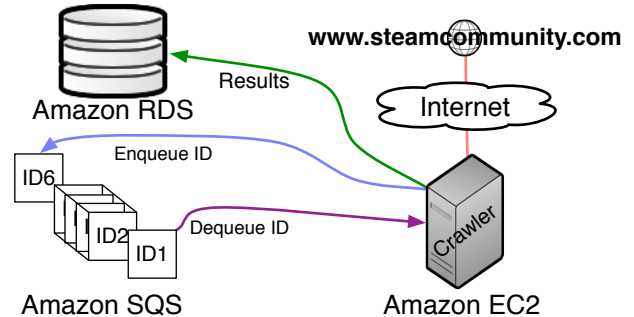 www.steamcommunity.com
Results
Internet
Amazon RDS
Enqueue ID
ID6
ID2
ID1
Dequeue ID
Crawler
Amazon SQS
Amazon EC2